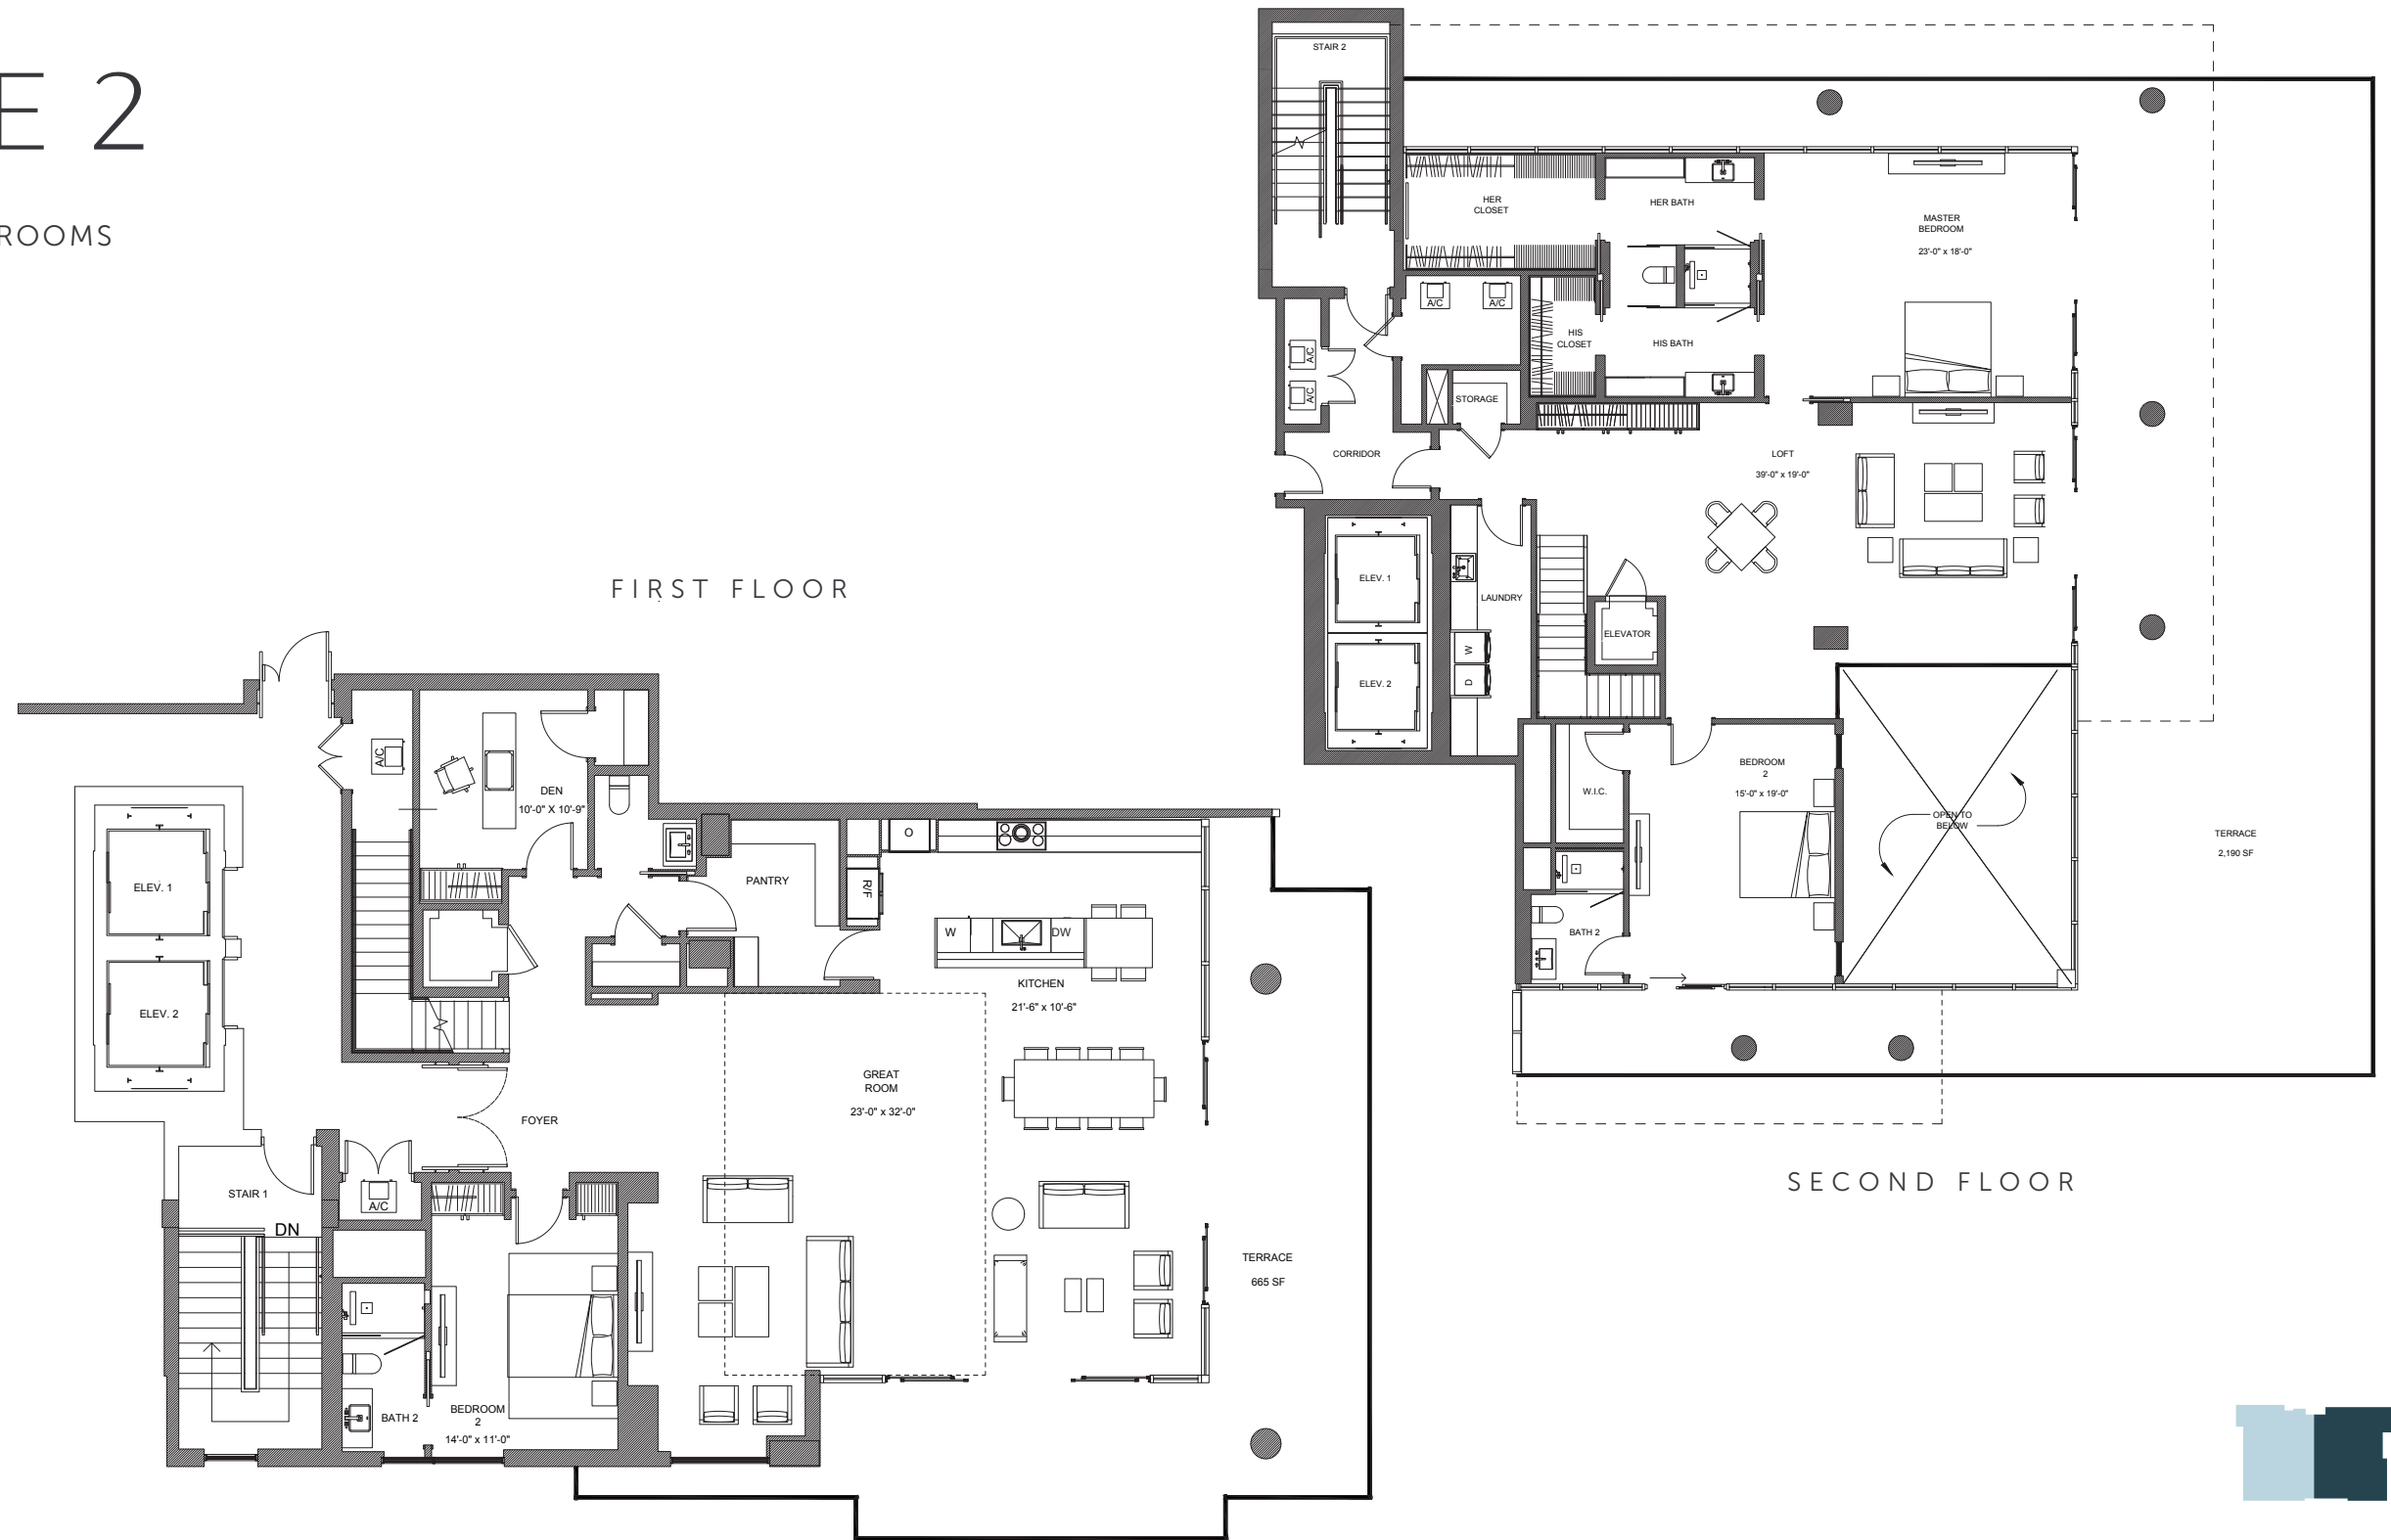 E 2
ROOMS
FIRST FLOOR
A/C
DEN
10'-0" X 10'-9"
ELEV. 1
ELEV. 2
PANTRY
R/F
W
DW
KITCHEN
21'-6" x 10'-6"
GREAT
ROOM
23'-0" x 32'-0"
FOYER
STAIR 1
DN
A/C
BATH 2
BEDROOM
2
14'-0" x 11'-0"
TERRACE
665 SF
STAIR 2
HER
CLOSET
HER BATH
MASTER
BEDROOM
23'-0" x 18'-0"
A/C
A/C
A/C
A/C
HIS
CLOSET
HIS BATH
STORAGE
CORRIDOR
LOFT
39'-0" x 19'-0"
ELEV. 1
ELEV. 2
LAUNDRY
W
D
ELEVATOR
W.I.C.
BEDROOM
2
15'-0" x 19'-0"
OPEN TO
BELOW
BATH 2
TERRACE
2,190 SF
SECOND FLOOR